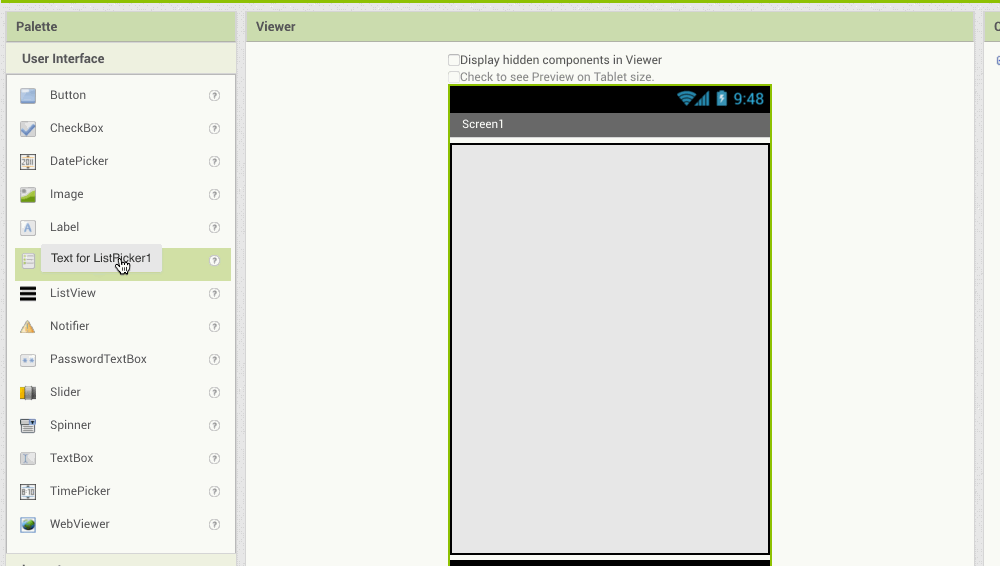 Palette
User Interface
Button
CheckBox
DatePicker
Image
Label
Text for ListPicker1
ListView
Notifier
PasswordTextBox
Slider
Spinner
TextBox
TimePicker
WebViewer
Viewer
Display hidden components in Viewer
Check to see Preview on Tablet size.
9:48
Screen1